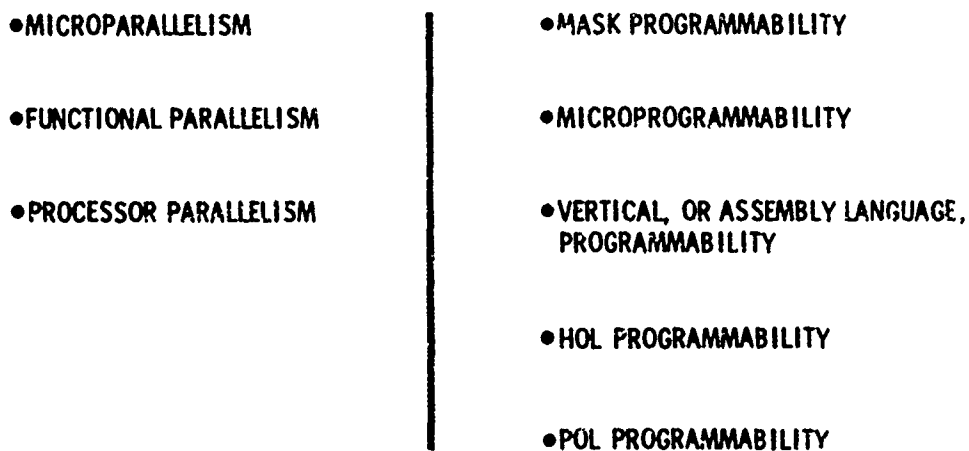 ●MICROPARALLELISM
●FUNCTIONAL PARALLELISM
●PROCESSOR PARALLELISM
●MASK PROGRAMMABILITY
●MICROPROGRAMMABILITY
●VERTICAL, OR ASSEMBLY LANGUAGE,
PROGRAMMABILITY
●HOL PROGRAMMABILITY
●POL PROGRAMMABILITY